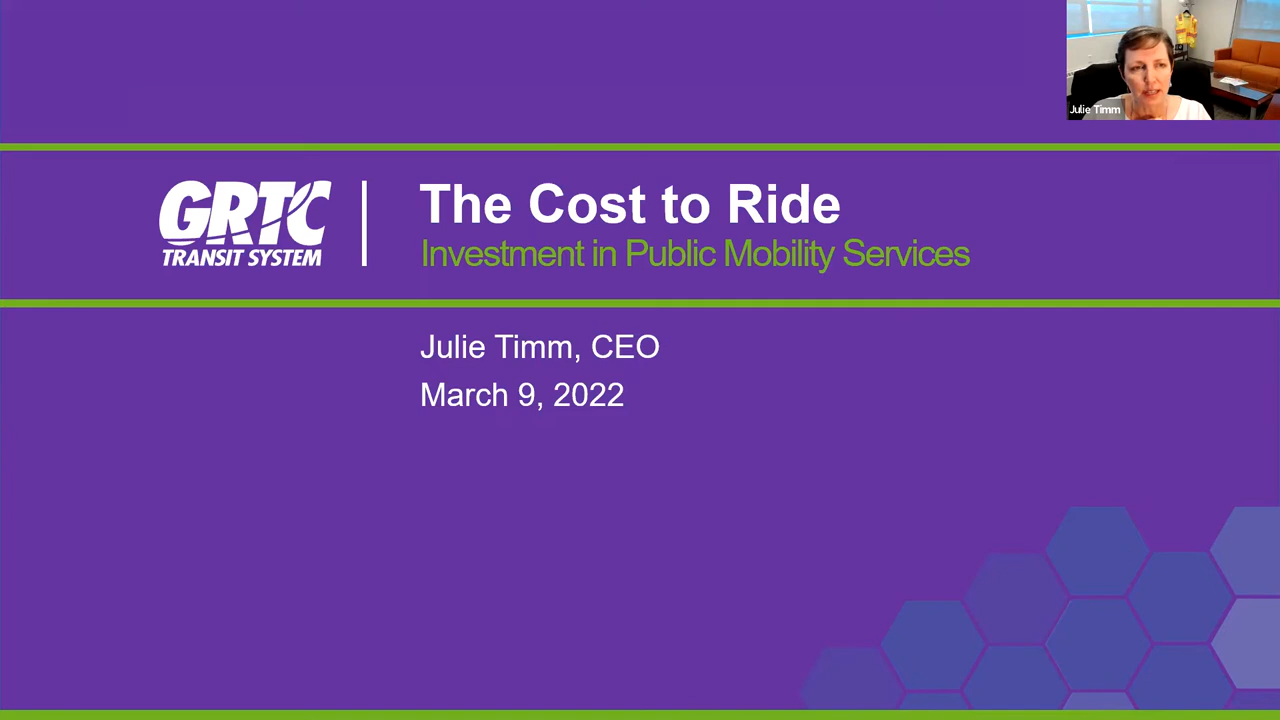 Julie Timm
GRTC
TRANSIT SYSTEM
The Cost to Ride
Investment in Public Mobility Services
Julie Timm, CEO
March 9, 2022